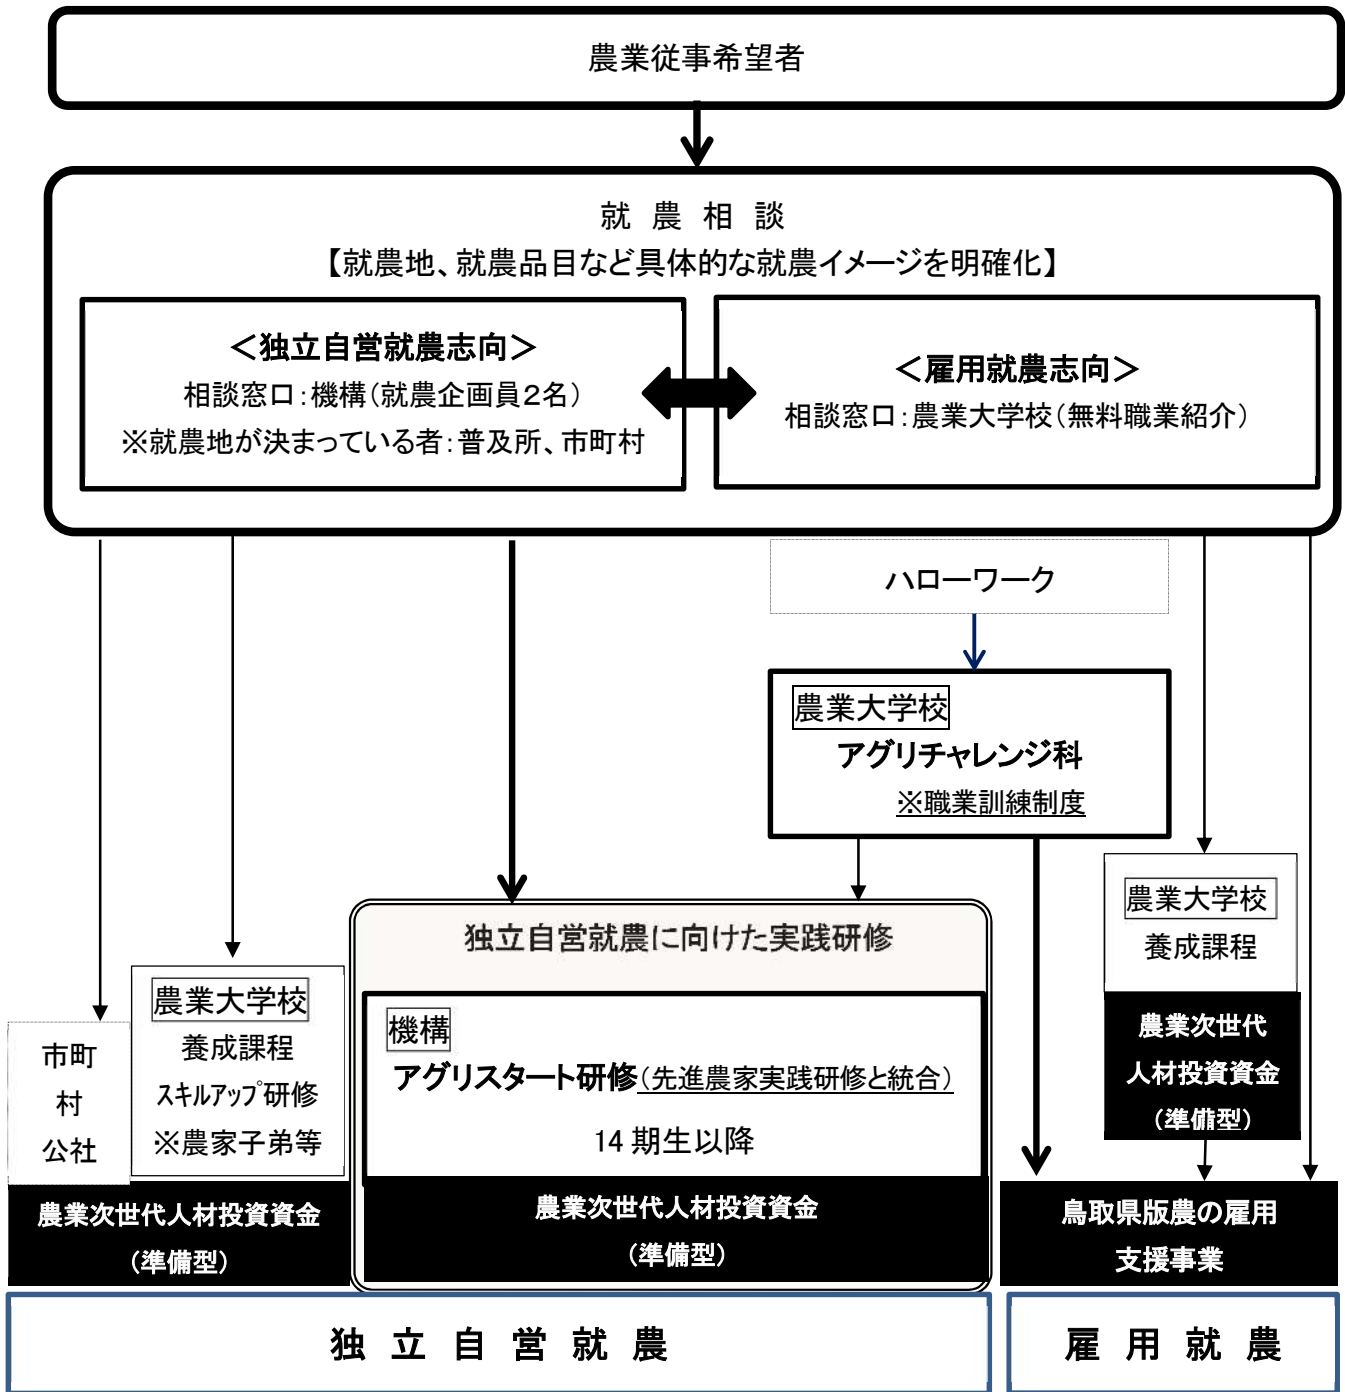 農業従事希望者
就 農 相 談
【就農地、就農品目など具体的な就農イメージを明確化】
＜独立自営就農志向＞
相談窓口：機構（就農企画員２名）
※就農地が決まっている者：普及所、市町村
＜雇用就農志向＞
相談窓口：農業大学校（無料職業紹介）
ハローワーク
農業大学校
アグリチャレンジ科
※職業訓練制度
市町
村
公社
農業大学校
養成課程
スキルアップ研修
※農家子弟等
農業次世代人材投資資金
（準備型）
独立自営就農に向けた実践研修
機構
アグリスタート研修（先進農家実践研修と統合）
14 期生以降
農業次世代人材投資資金
（準備型）
農業大学校
養成課程
農業次世代
人材投資資金
（準備型）
鳥取県版農の雇用
支援事業
独 立 自 営 就 農
雇 用 就 農